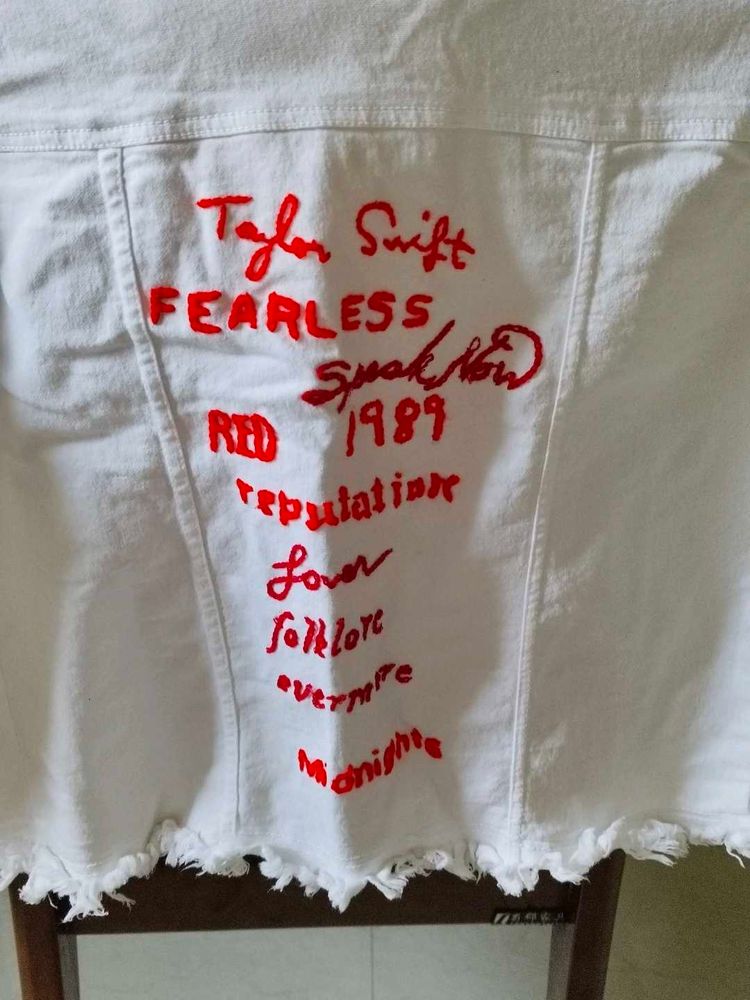 Taylor Swift
FEARLESS
Speak Now
RED 1989
reputation
Lover
folklore
evermore
Midnights